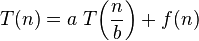 T(n) = a T(n/b) + f(n)